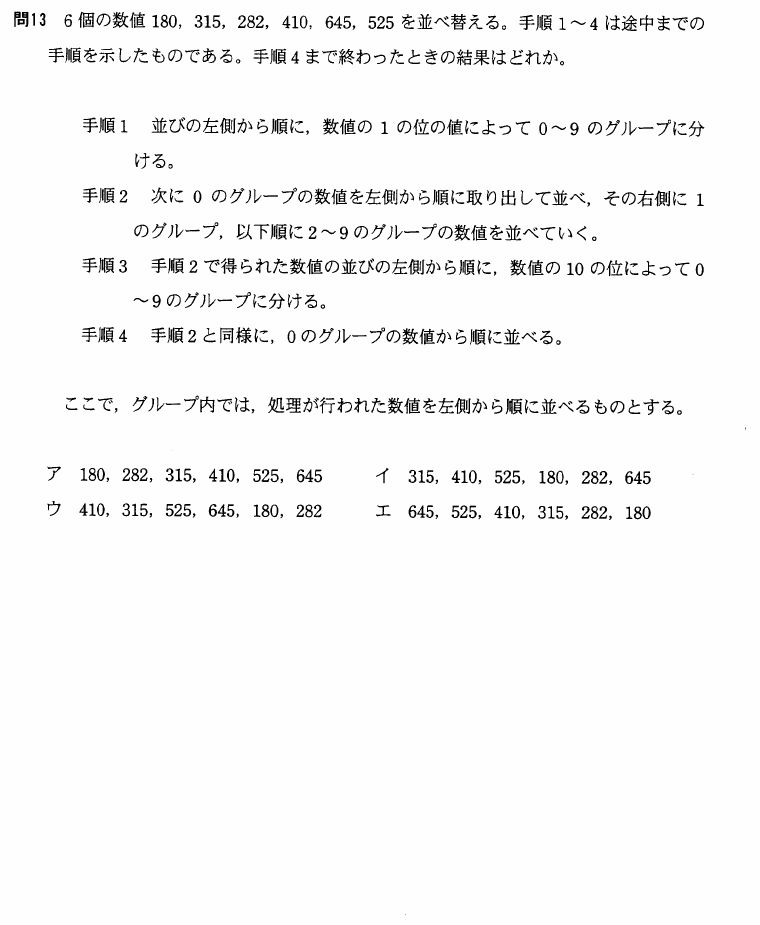 問13 6個の数値180，315，282，410，645，525を並べ替える。手順1～4は途中までの
手順を示したものである。手順4まで終わったときの結果はどれか。
手順1 並びの左側から順に，数値の1の位の値によって0～9のグループに分
ける。
手順2 次に0のグループの数値を左側から順に取り出して並べ，その右側に1
のグループ，以下順に2～9のグループの数値を並べていく。
手順3 手順2で得られた数値の並びの左側から順に，数値の10の位によって0
～9のグループに分ける。
手順4 手順2と同様に，0のグループの数値から順に並べる。
ここで，グループ内では，処理が行われた数値を左側から順に並べるものとする。
ア 180，282，315，410，525，645 イ 315，410，525，180，282，645
ウ 410，315，525，645，180，282 エ 645，525，410，315，282，180